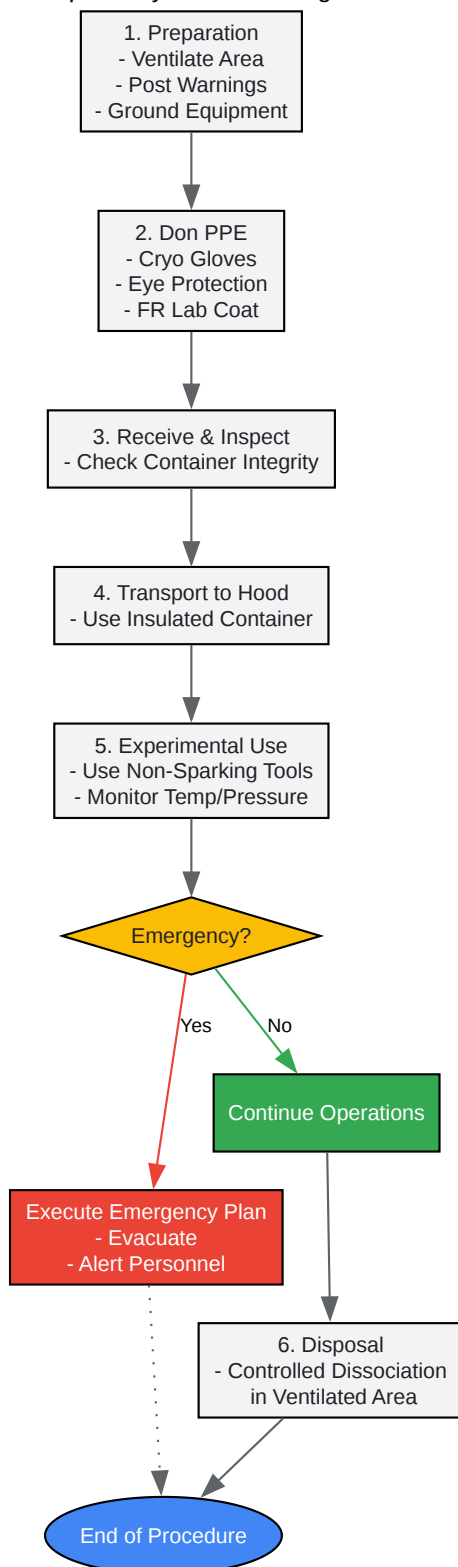 1. Preparation
- Ventilate Area
- Post Warnings
- Ground Equipment
2. Don PPE
- Cryo Gloves
- Eye Protection
- FR Lab Coat
3. Receive & Inspect
- Check Container Integrity
4. Transport to Hood
- Use Insulated Container
5. Experimental Use
- Use Non-Sparking Tools
- Monitor Temp/Pressure
Emergency?
Yes
No
Continue Operations
Execute Emergency Plan
- Evacuate
- Alert Personnel
6. Disposal
- Controlled Dissociation
in Ventilated Area
End of Procedure